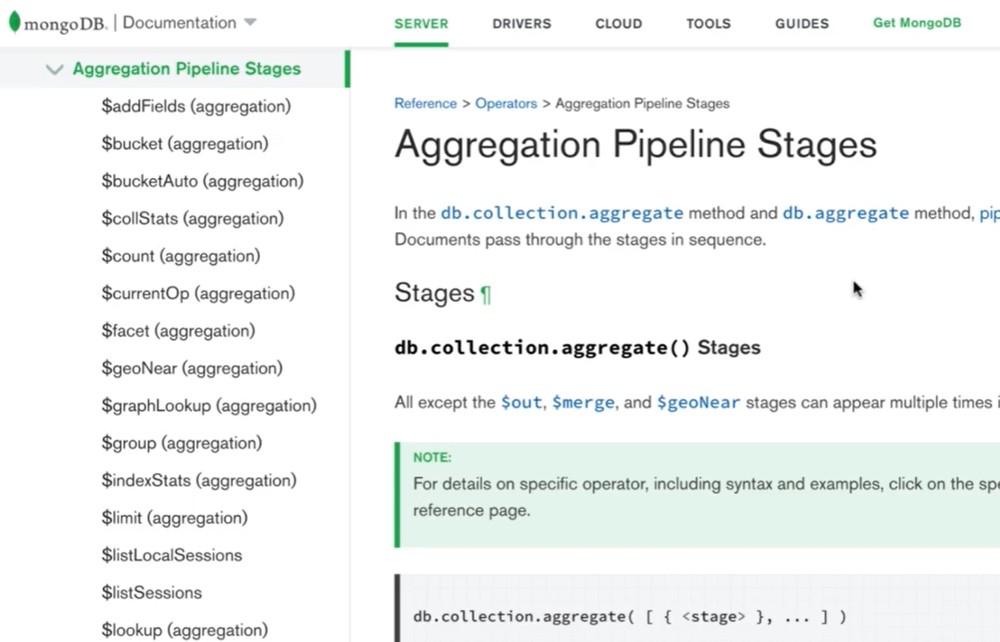 mongoDB. | Documentation
SERVER DRIVERS CLOUD TOOLS GUIDES Get MongoDB
Aggregation Pipeline Stages
$addFields (aggregation)
$bucket (aggregation)
$bucketAuto (aggregation)
$collStats (aggregation)
$count (aggregation)
$currentOp (aggregation)
$facet (aggregation)
$geoNear (aggregation)
$graphLookup (aggregation)
$group (aggregation)
$indexStats (aggregation)
$limit (aggregation)
$listLocalSessions
$listSessions
$lookup (aggregation)
Reference > Operators > Aggregation Pipeline Stages
Aggregation Pipeline Stages
In the db.collection.aggregate method and db.aggregate method, pip
Documents pass through the stages in sequence.
Stages ¶
db.collection.aggregate() Stages
All except the $out, $merge, and $geoNear stages can appear multiple times i
NOTE:
For details on specific operator, including syntax and examples, click on the spe
reference page.
db.collection.aggregate( [ { <stage> }, ... ] )